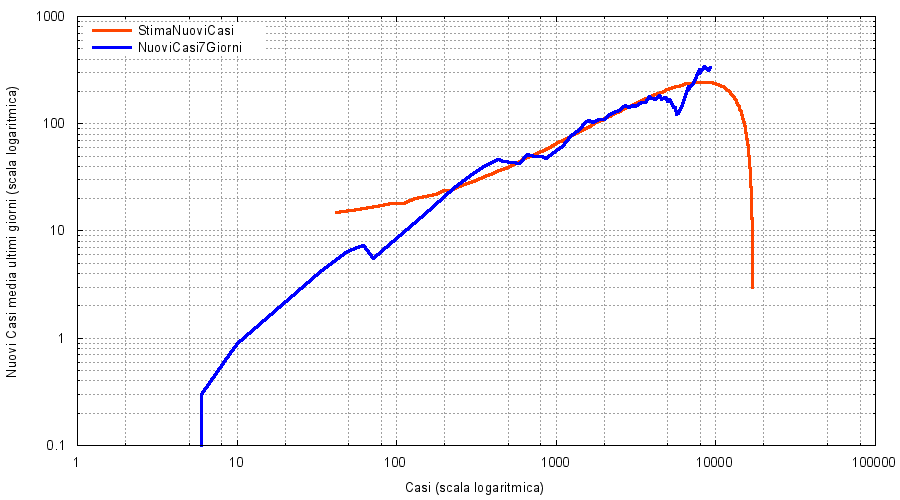 1000
100
10
1
0.1
Nuovi Casi media ultimi giorni (scala logaritmica)
StimaNuoviCasi
NuoviCasi7Giorni
1 10 100 1000 10000 100000
Casi (scala logaritmica)